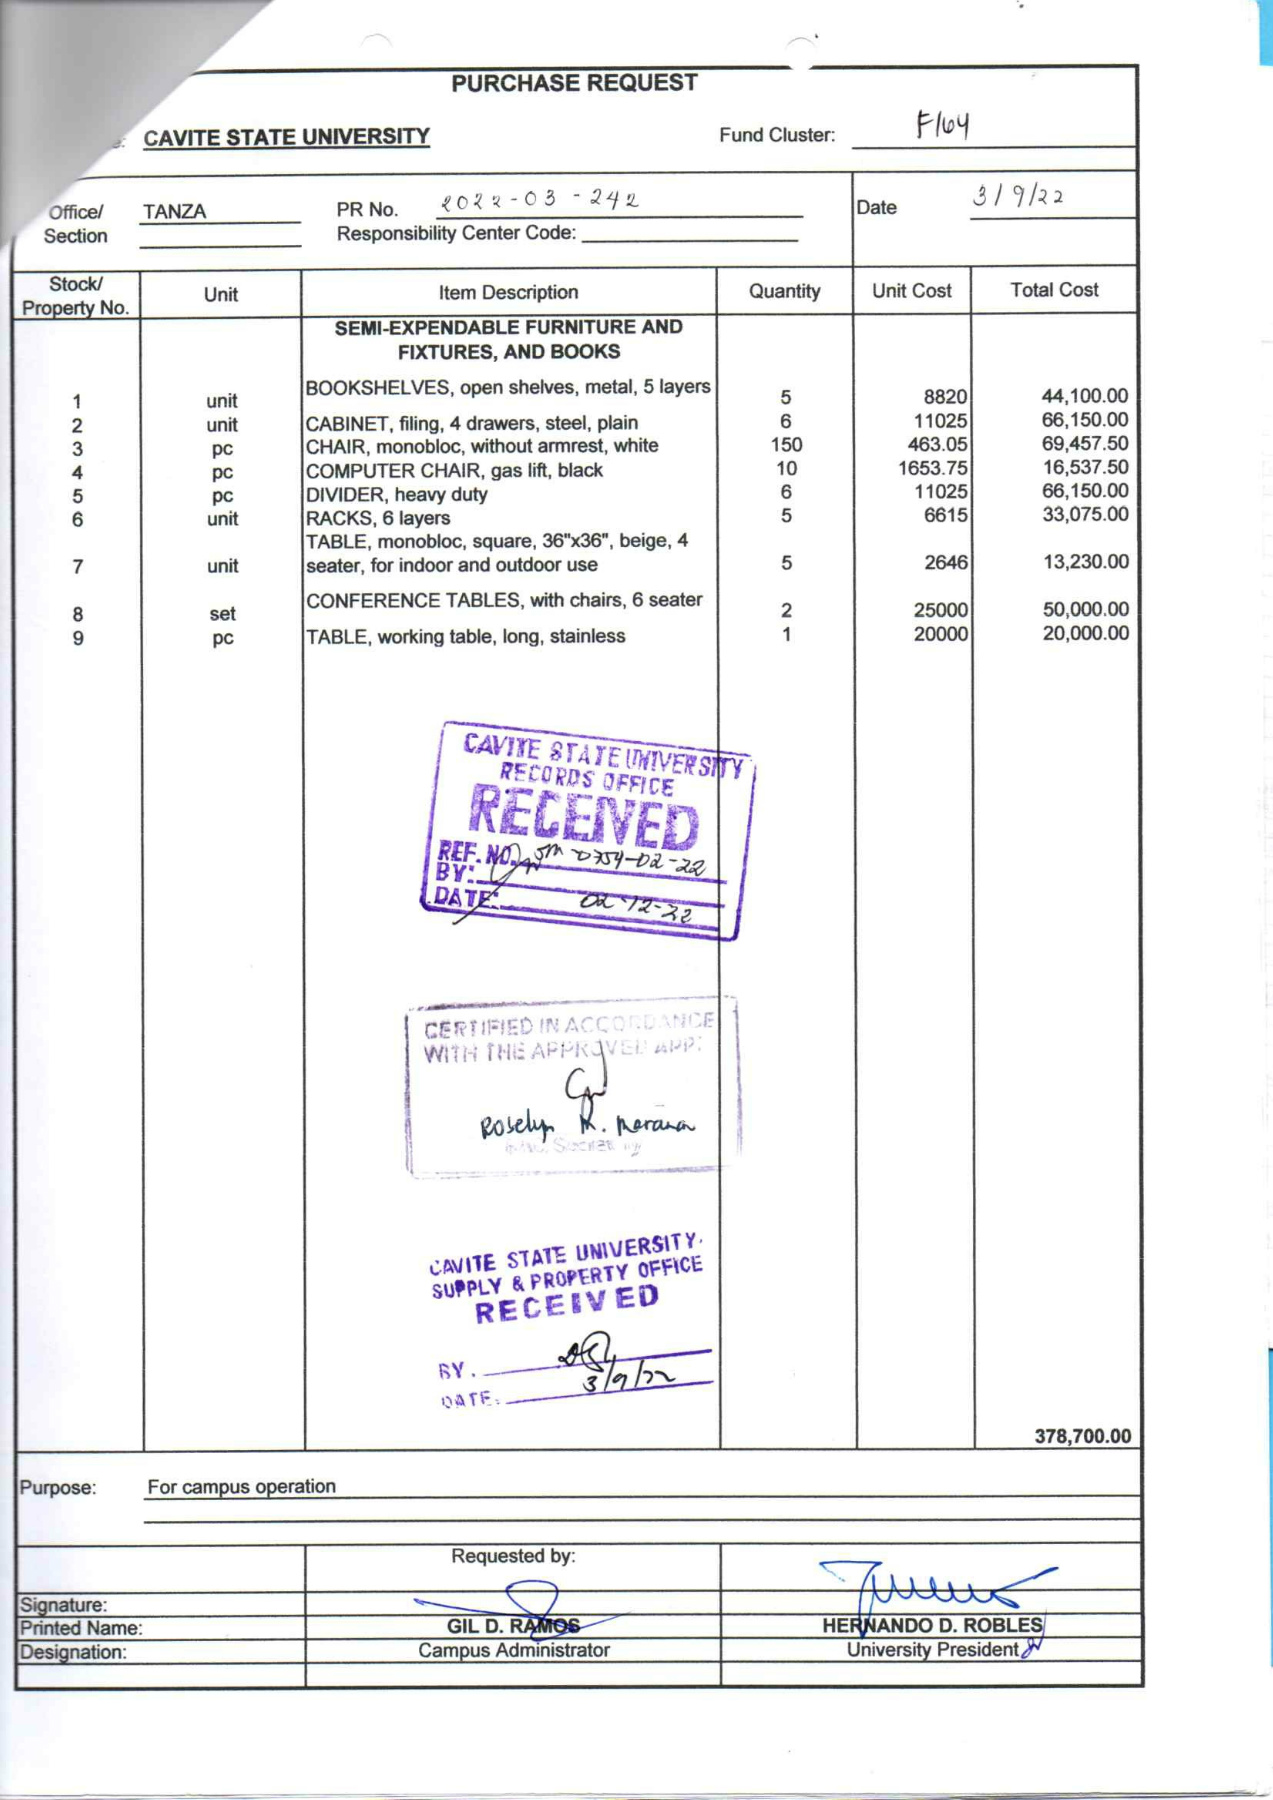 PURCHASE REQUEST
CAVITE STATE UNIVERSITY Fund Cluster: F164
Office/ Section TANZA PR No. 2022-03-242 Date 3/9/22
Responsibility Center Code:
Stock/ Property No. Unit Item Description Quantity Unit Cost Total Cost
SEMI-EXPENDABLE FURNITURE AND
FIXTURES, AND BOOKS
1 unit BOOKSHELVES, open shelves, metal, 5 layers 5 8820 44,100.00
2 unit CABINET, filing, 4 drawers, steel, plain 6 11025 66,150.00
3 pc CHAIR, monobloc, without armrest, white 150 463.05 69,457.50
4 pc COMPUTER CHAIR, gas lift, black 10 1653.75 16,537.50
5 pc DIVIDER, heavy duty 6 11025 66,150.00
6 unit RACKS, 6 layers 5 6615 33,075.00
TABLE, monobloc, square, 36"x36", beige, 4
7 unit seater, for indoor and outdoor use 5 2646 13,230.00
8 set CONFERENCE TABLES, with chairs, 6 seater 2 25000 50,000.00
9 pc TABLE, working table, long, stainless 1 20000 20,000.00
CAVITE STATE UNIVERSITY
RECORDS OFFICE
RECEIVED
REF. NO. 0754-02-22
BY:
DATE: 02-12-22
CERTIFIED IN ACCORDANCE
WITH THE APPROVED APP.
Roselyn M. Maranan
CAVITE STATE UNIVERSITY
SUPPLY & PROPERTY OFFICE
RECEIVED
BY.
3/9/22
DATE:
378,700.00
Purpose: For campus operation
Requested by:
Signature:
Printed Name: GIL D. RAMOS HERNANDO D. ROBLES
Designation: Campus Administrator University President